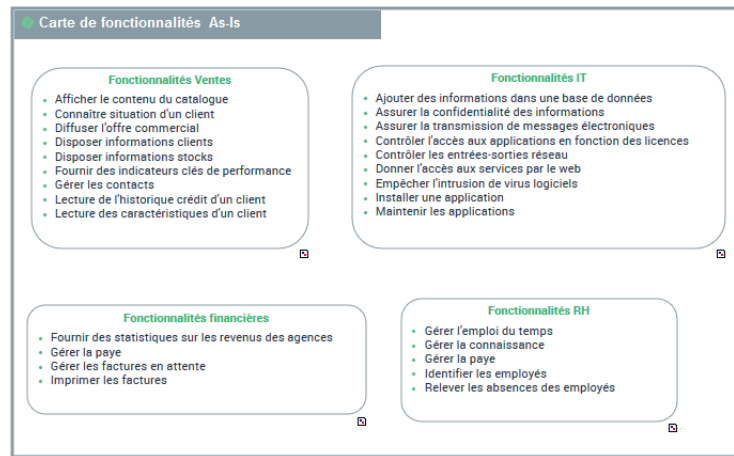 Carte de fonctionnalités As-Is
Fonctionnalités Ventes
Afficher le contenu du catalogue
Connaître situation d'un client
Diffuser l'offre commercial
Disposer informations clients
Disposer informations stocks
Fournir des indicateurs clés de performance
Gérer les contacts
Lecture de l'historique crédit d'un client
Lecture des caractéristiques d'un client
Fonctionnalités IT
Ajouter des informations dans une base de données
Assurer la confidentialité des informations
Assurer la transmission de messages électroniques
Contrôler l'accès aux applications en fonction des licences
Contrôler les entrées-sorties réseau
Donner l'accès aux services par le web
Empêcher l'intrusion de virus logiciels
Installer une application
Maintenir les applications
Fonctionnalités financières
Fournir des statistiques sur les revenus des agences
Gérer la paye
Gérer les factures en attente
Imprimer les factures
Fonctionnalités RH
Gérer l'emploi du temps
Gérer la connaissance
Gérer la paye
Identifier les employés
Relever les absences des employés